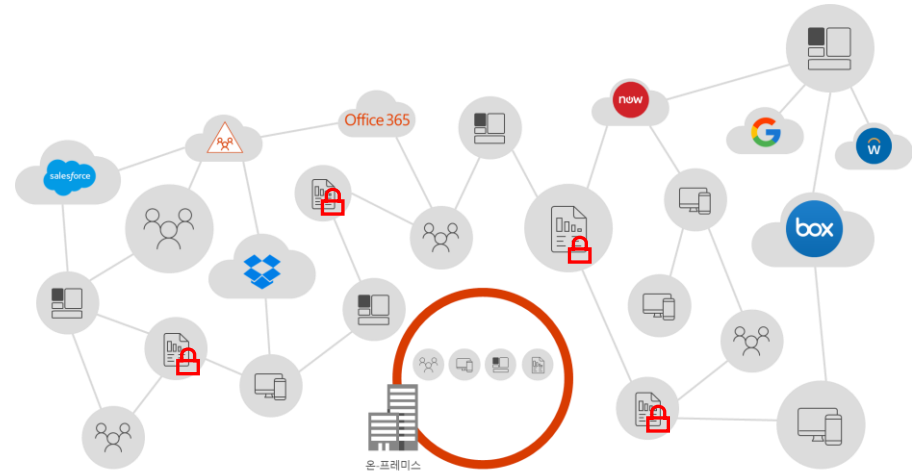 now
Office 365
salesforce
G
w
box
온-프레미스